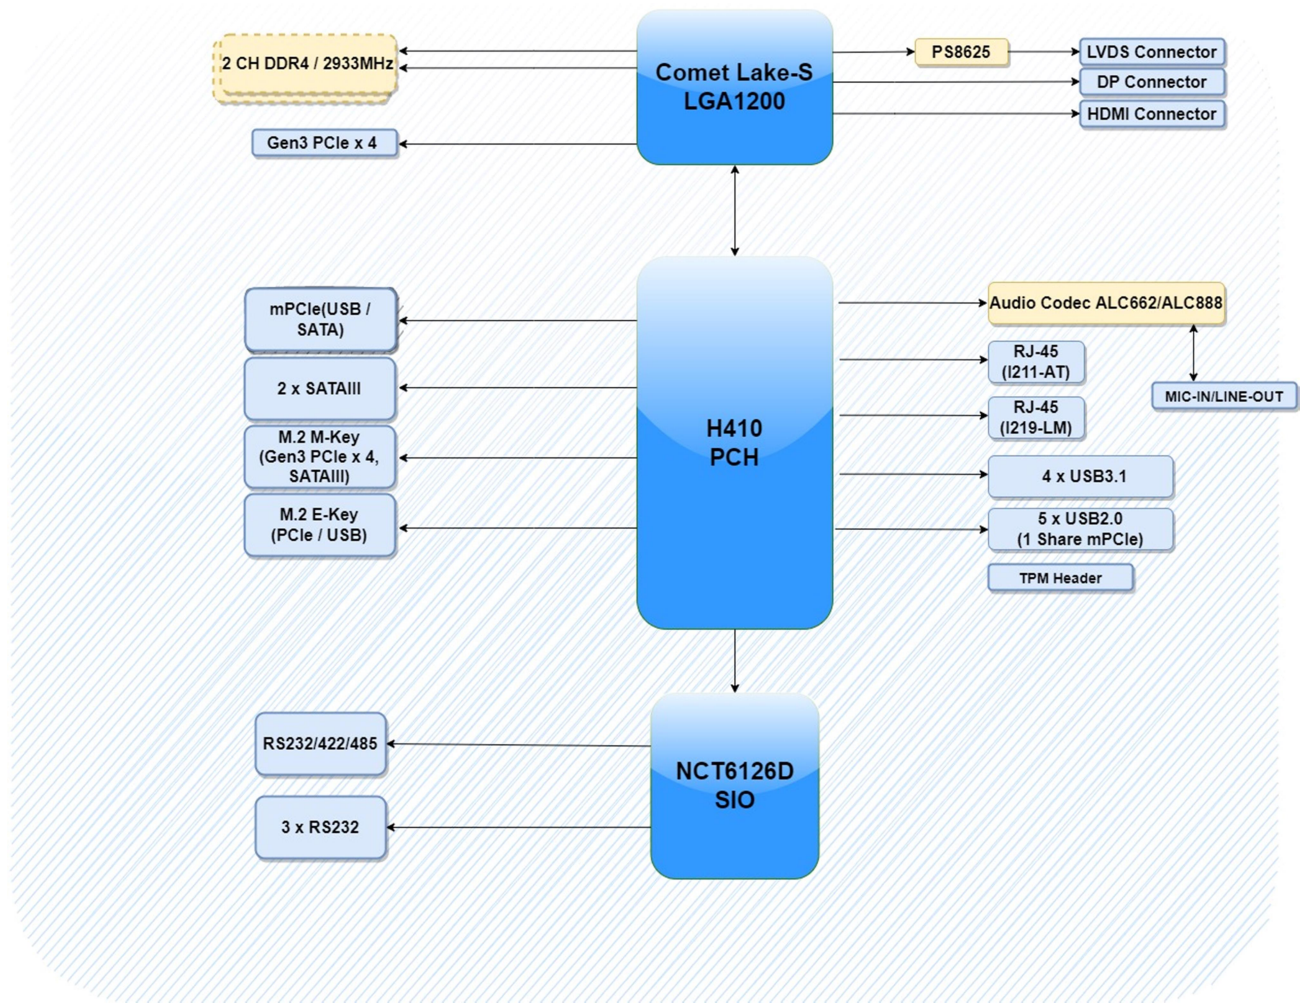 2 CH DDR4 / 2933MHz
Gen3 PCIe x 4
Comet Lake-S
LGA1200
PS8625
LVDS Connector
DP Connector
HDMI Connector
mPCIe(USB /
SATA)
2 x SATAIII
M.2 M-Key
(Gen3 PCIe x 4,
SATAIII)
M.2 E-Key
(PCIe / USB)
H410
PCH
Audio Codec ALC662/ALC888
RJ-45
(I211-AT)
MIC-IN/LINE-OUT
RJ-45
(I219-LM)
4 x USB3.1
5 x USB2.0
(1 Share mPCIe)
TPM Header
RS232/422/485
3 x RS232
NCT6126D
SIO